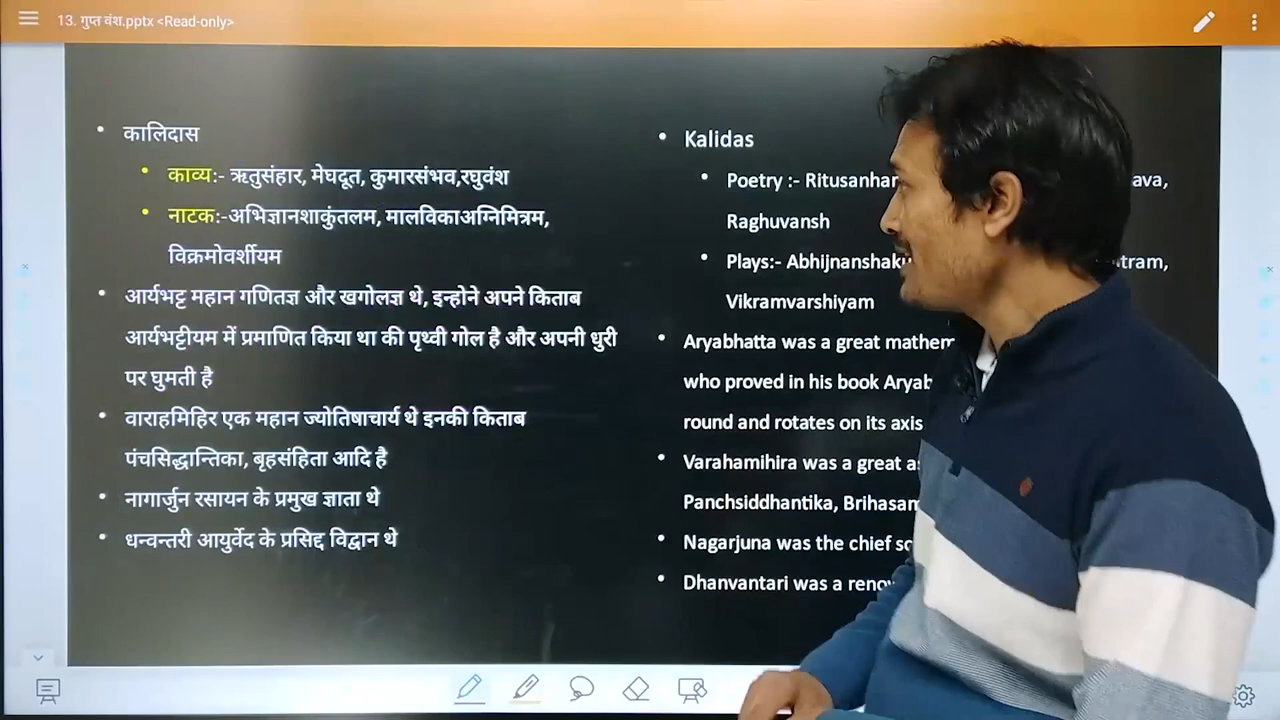 13. गुप्त वंश.pptx <Read-only>
• कालिदास
• काव्य:- ऋतुसंहार, मेघदूत, कुमारसंभव,रघुवंश
• नाटक:-अभिज्ञानशाकुंतलम, मालविकाअग्निमित्रम,
विक्रमोवर्शीयम
• आर्यभट्ट महान गणितज्ञ और खगोलज्ञ थे, इन्होने अपने किताब
आर्यभट्टीयम में प्रमाणित किया था की पृथ्वी गोल है और अपनी धुरी
पर घुमती है
• वाराहमिहिर एक महान ज्योतिषाचार्य थे इनकी किताब
पंचसिद्धान्तिका, बृहसंहिता आदि है
• नागार्जुन रसायन के प्रमुख ज्ञाता थे
• धन्वन्तरी आयुर्वेद के प्रसिद्द विद्वान थे
• Kalidas
• Poetry :- Ritusanhar ava,
Raghuvansh
• Plays:- Abhijnanshaku tram,
Vikramvarshiyam
• Aryabhatta was a great mathem
who proved in his book Aryab
round and rotates on its axis
• Varahamihira was a great as
Panchsiddhantika, Brihasam
• Nagarjuna was the chief sc
• Dhanvantari was a renow